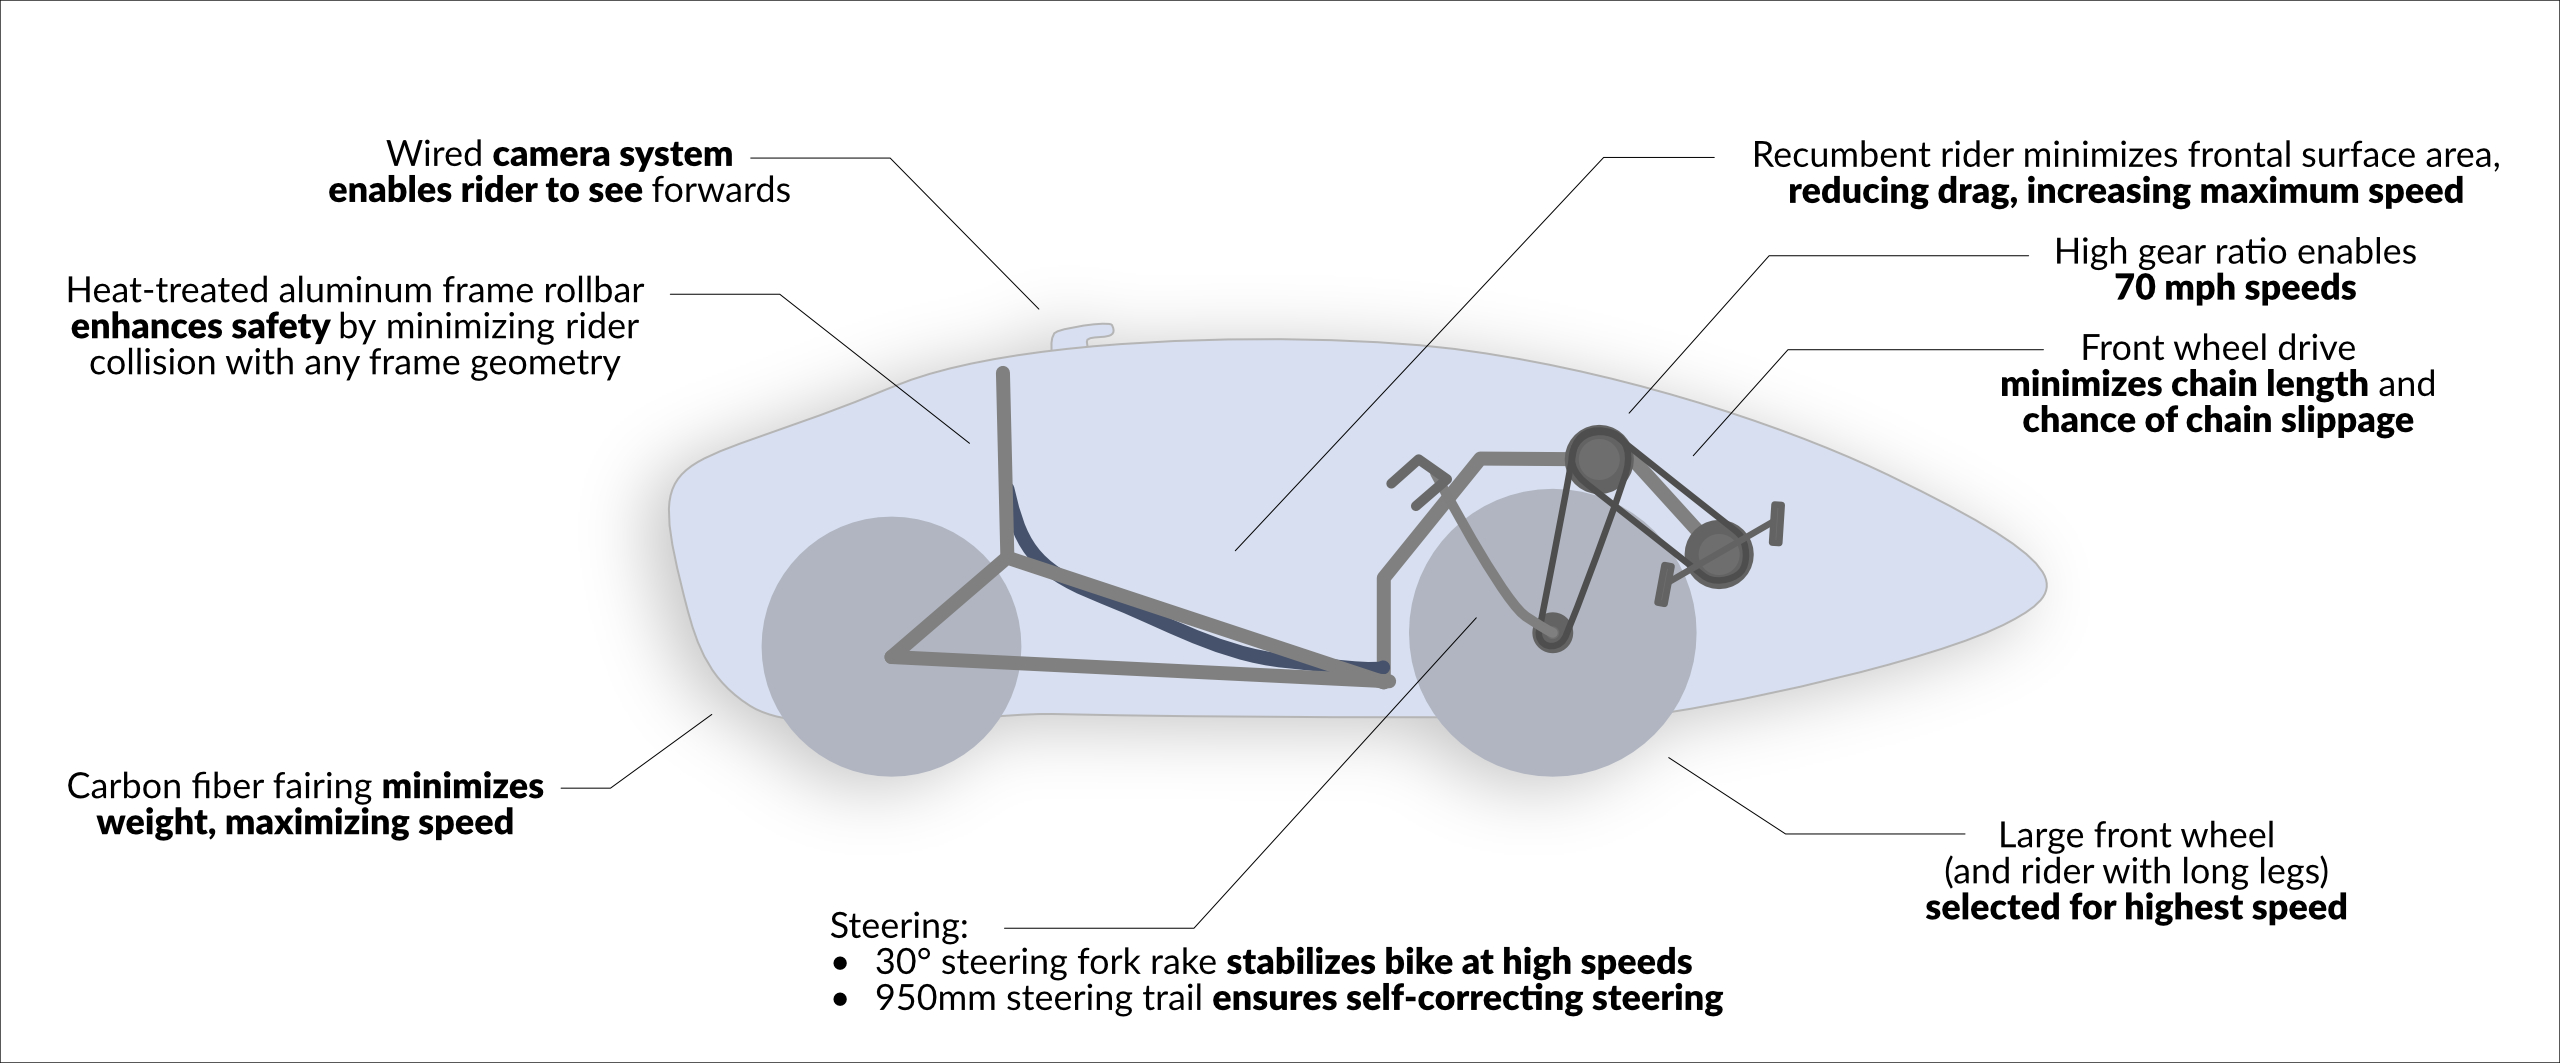 Wired camera system
enables rider to see forwards
Recumbent rider minimizes frontal surface area,
reducing drag, increasing maximum speed
High gear ratio enables
70 mph speeds
Heat-treated aluminum frame rollbar
enhances safety by minimizing rider
collision with any frame geometry
Front wheel drive
minimizes chain length and
chance of chain slippage
Carbon fiber fairing minimizes
weight, maximizing speed
Large front wheel
(and rider with long legs)
selected for highest speed
Steering:
• 30° steering fork rake stabilizes bike at high speeds
• 950mm steering trail ensures self-correcting steering